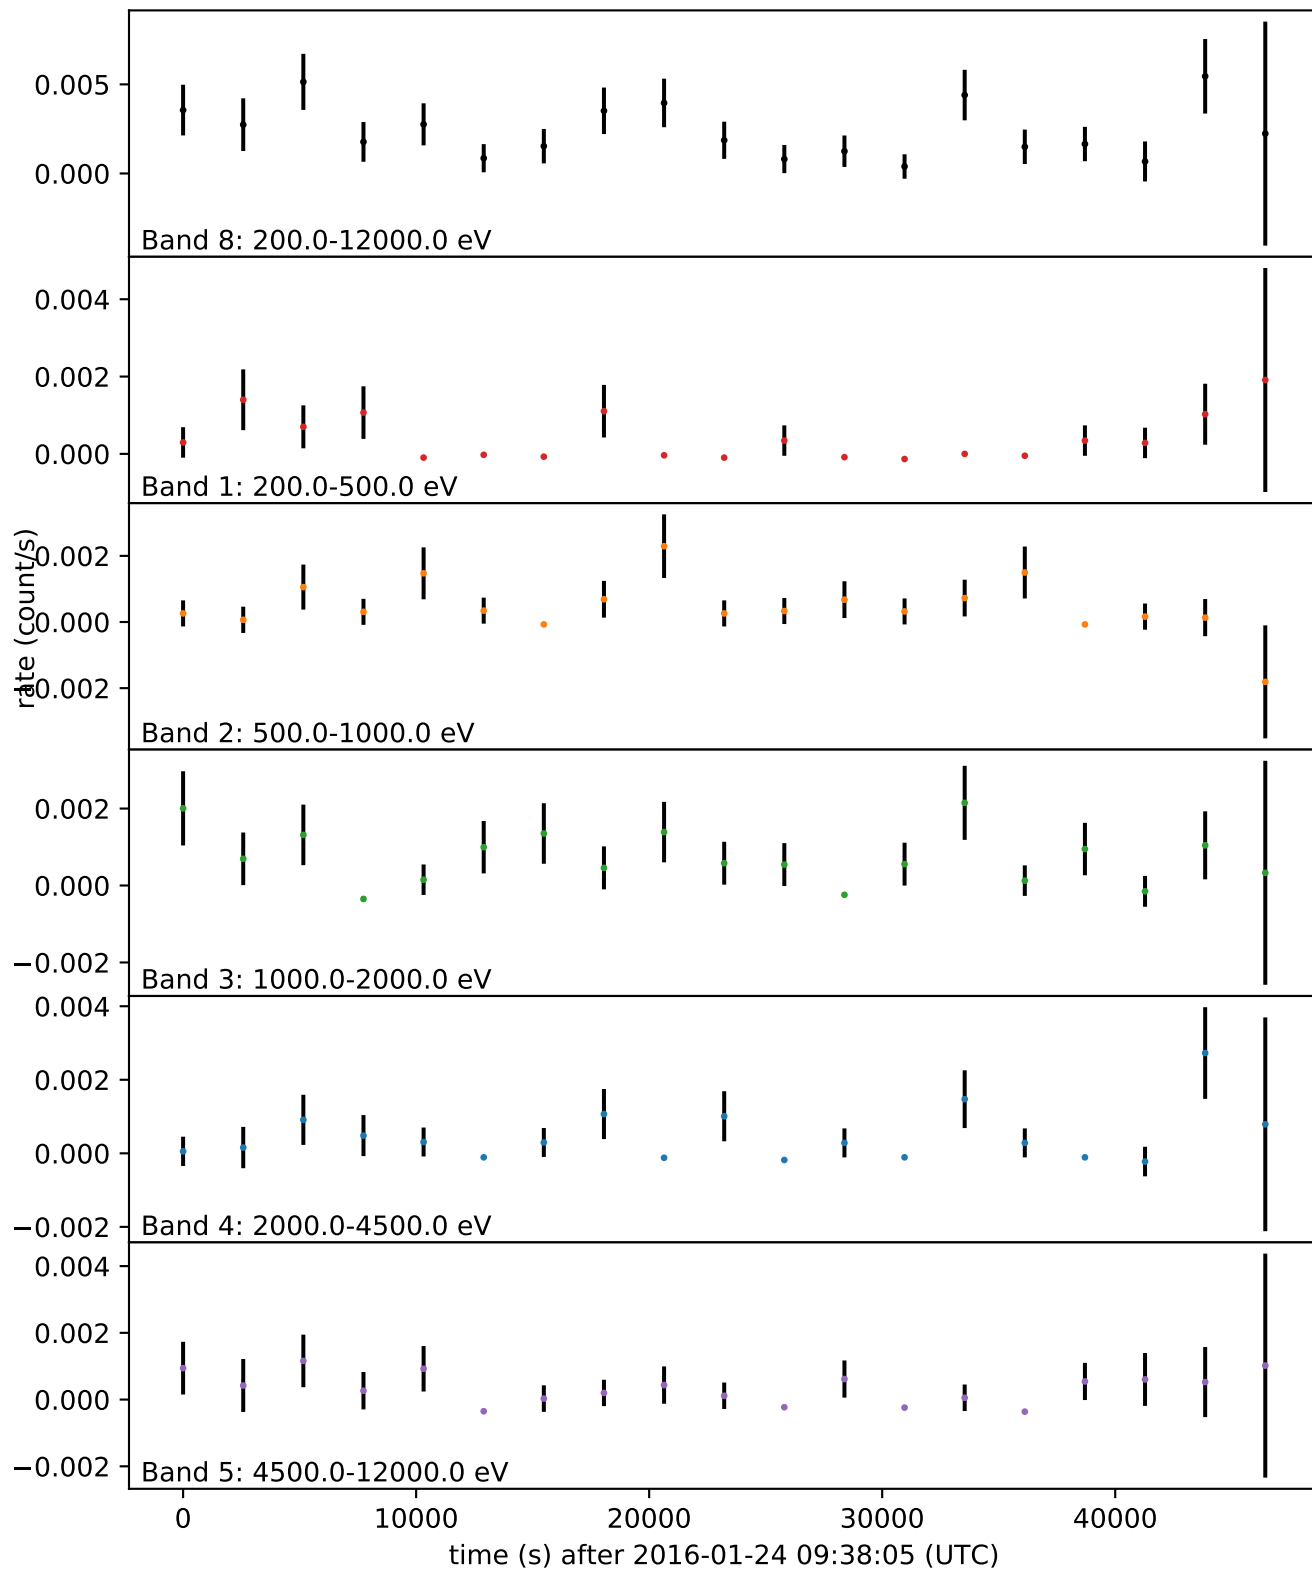 0.005
0.000
Band 8: 200.0-12000.0 eV
0.004
0.002
0.000
Band 1: 200.0-500.0 eV
rate (count/s)
0.002
0.000
−0.002
Band 2: 500.0-1000.0 eV
0.002
0.000
−0.002
Band 3: 1000.0-2000.0 eV
0.004
0.002
0.000
−0.002
Band 4: 2000.0-4500.0 eV
0.004
0.002
0.000
−0.002
Band 5: 4500.0-12000.0 eV
0 10000 20000 30000 40000
time (s) after 2016-01-24 09:38:05 (UTC)